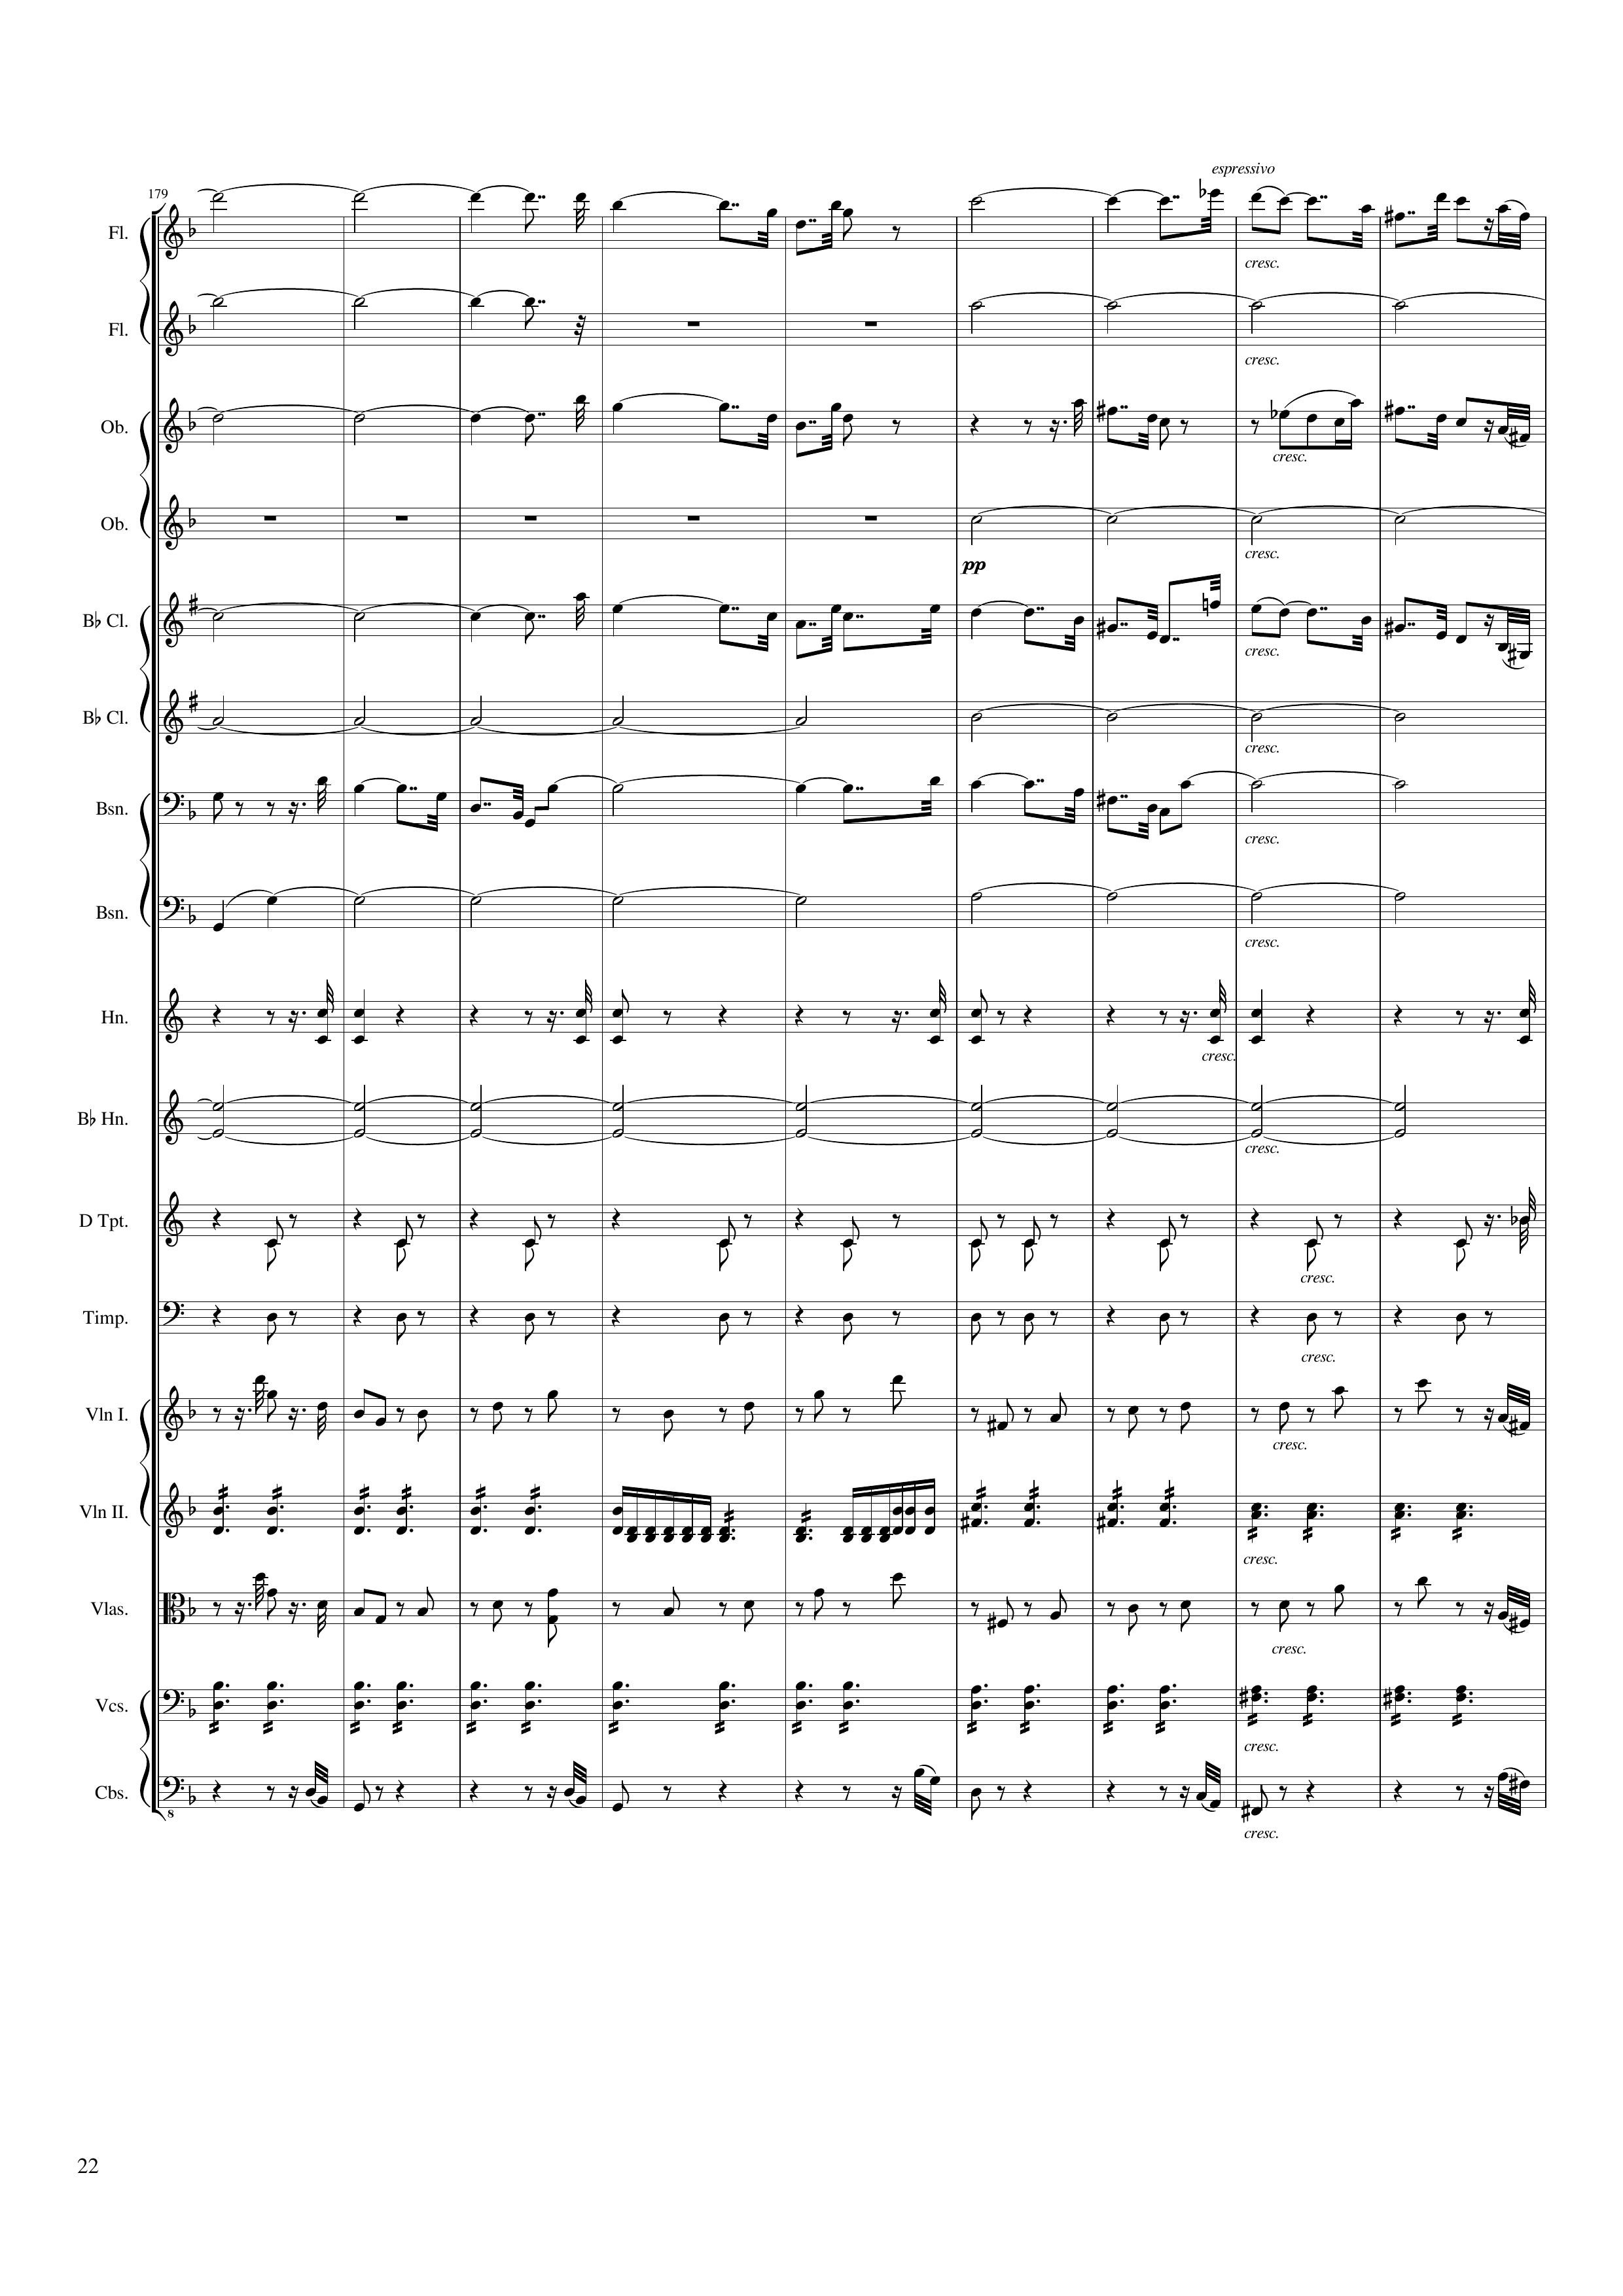 espressivo
179
Fl.
cresc.
Fl.
cresc.
Ob.
cresc.
Ob.
cresc.
pp
B♭ Cl.
cresc.
B♭ Cl.
cresc.
Bsn.
cresc.
Bsn.
cresc.
Hn.
cresc.
B♭ Hn.
cresc.
D Tpt.
cresc.
Timp.
cresc.
Vln I.
cresc.
Vln II.
cresc.
Vlas.
cresc.
Vcs.
cresc.
Cbs.
8
cresc.
22